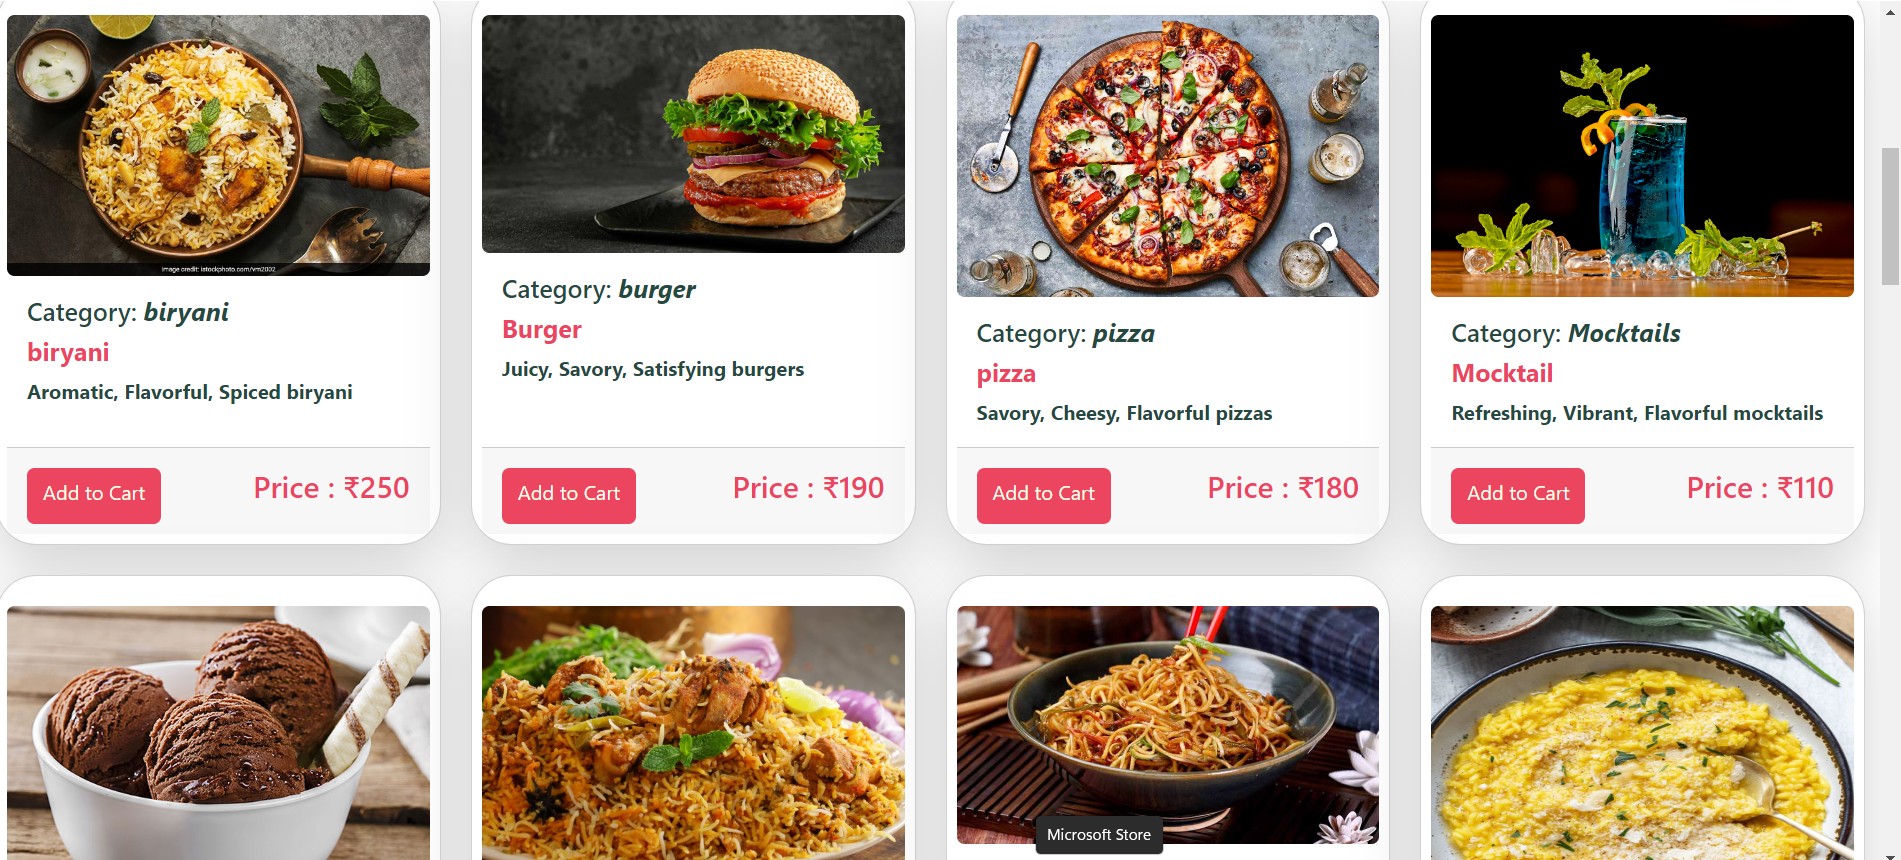 image credit: istockphoto.com/vm2002
Category: biryani
biryani
Aromatic, Flavorful, Spiced biryani
Add to Cart
Price : ₹250
Category: burger
Burger
Juicy, Savory, Satisfying burgers
Add to Cart
Price : ₹190
Category: pizza
pizza
Savory, Cheesy, Flavorful pizzas
Add to Cart
Price : ₹180
Category: Mocktails
Mocktail
Refreshing, Vibrant, Flavorful mocktails
Add to Cart
Price : ₹110
Microsoft Store